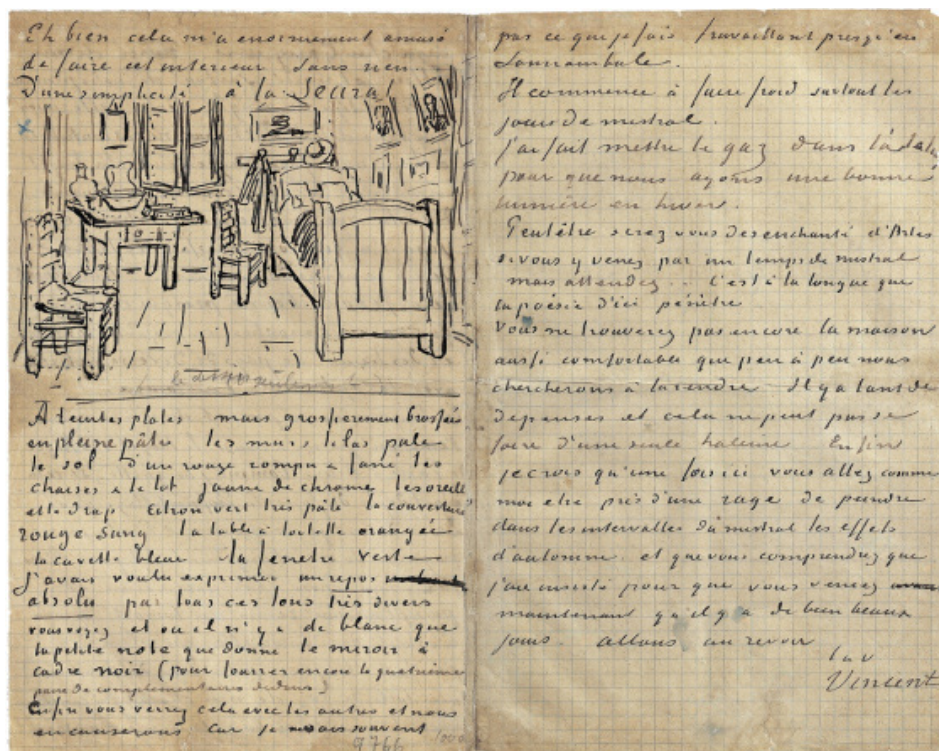 Eh bien cela m'a enormement amusé
de faire cet interieur sans rien.
D'une simplicité à la Seurat
A teintes plates mais grossierement brossées
en pleine pâte les murs lilas pale
le sol d'un rouge rompu & fané les
chaises & le lit jaune de chrome les oreillers
et le drap citron vert très pâle la couverture
rouge sang la table à toilette orangée
la cuvette bleue la fenetre verte
J'avais voulu exprimer un repos
absolu par tous ces tons très divers
vous voyez et où il n'y a de blanc que
la petite note que donne le miroir à
cadre noir (pour fourrer encore la quatrième
paire de complementaires dedans)
Enfin vous verrez cela avec les autres et nous
en causerons car je ne sais souvent
pas ce que je fais travaillant presqu'en
somnambule.
Il commence à faire froid surtout les
jours de mistral.
J'ai fait mettre le gaz dans l'atelier
pour que nous ayons une bonne
lumière en hiver.
Peutêtre serez vous desenchanté d'Arles
si vous y venez par un temps de mistral
mais attendez.. C'est à la longue que
la poésie d'ici pénètre
Vous ne trouverez pas encore la maison
aussi comfortable que peu à peu nous
chercherons à la rendre. Il y a tant de
depenses et cela ne peut pas se
faire d'une seule haleine Enfin
je crois qu'une fois ici vous allez comme
moi etre pris d'une rage de peindre
dans les intervalles du mistral les effets
d'automne. et que vous comprendrez que
j'aie insisté pour que vous venez
maintenant qu'il y a de bien beaux
jours. allons au revoir
t. à v
Vincent